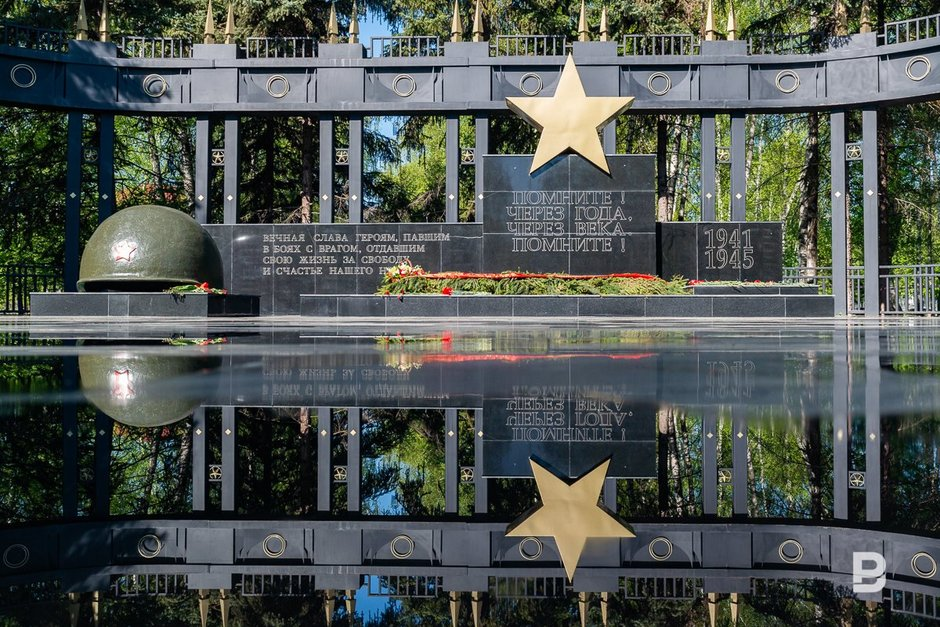 ВЕЧНАЯ СЛАВА ГЕРОЯМ, ПАВШИМ
В БОЯХ С ВРАГОМ, ОТДАВШИМ
СВОЮ ЖИЗНЬ ЗА СВОБОДУ
И СЧАСТЬЕ НАШЕГО
ПОМНИТЕ!
ЧЕРЕЗ ГОДА,
ЧЕРЕЗ ВЕКА.
ПОМНИТЕ!
1941
1945
B